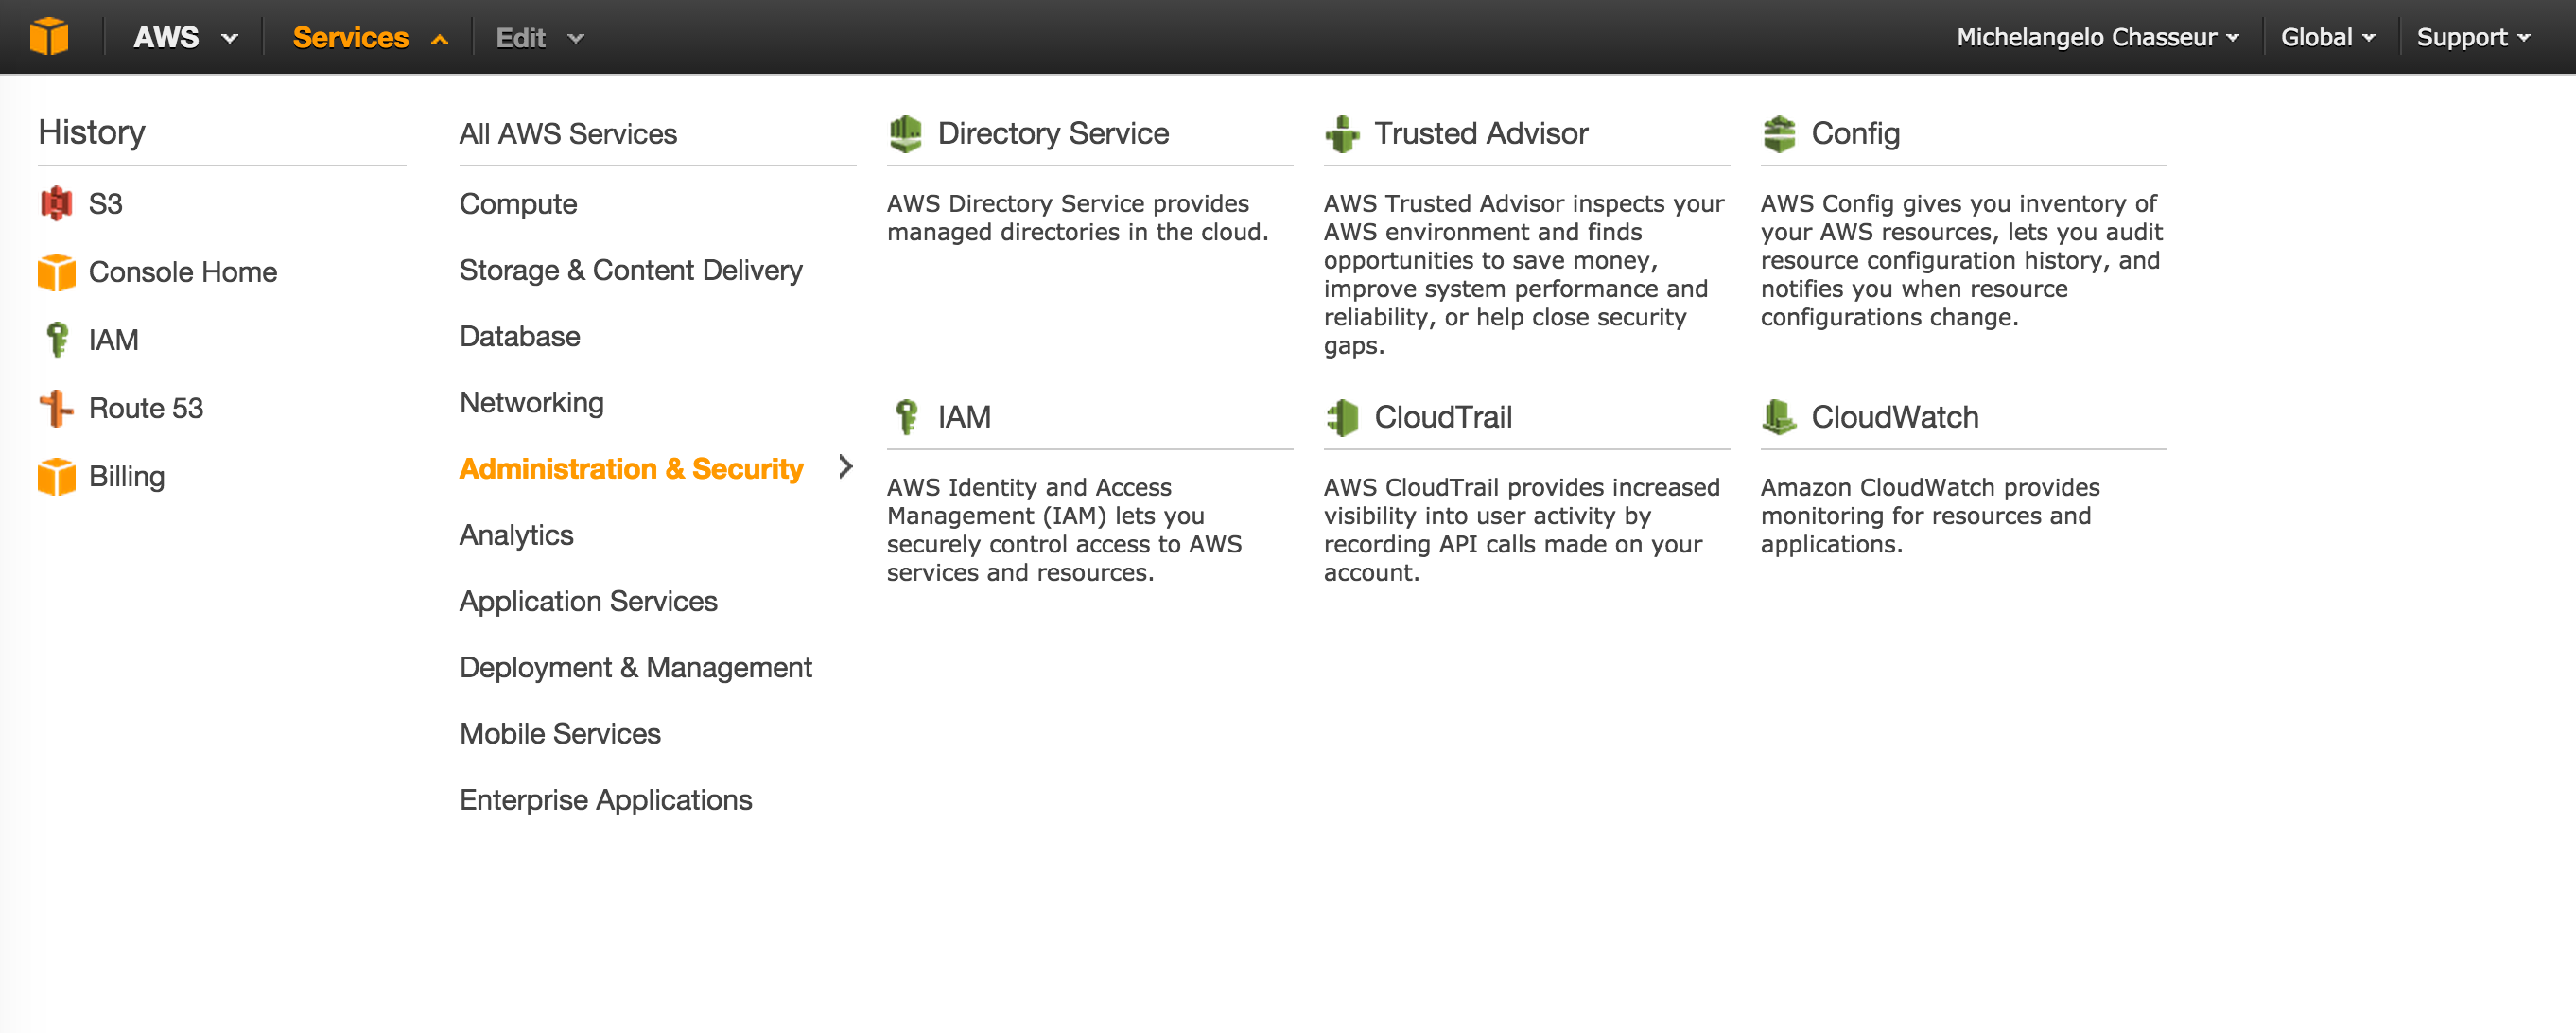 AWS
Services
Edit
Michelangelo Chasseur
Global
Support
History
S3
Console Home
IAM
Route 53
Billing
All AWS Services
Compute
Storage & Content Delivery
Database
Networking
Administration & Security
Analytics
Application Services
Deployment & Management
Mobile Services
Enterprise Applications
Directory Service
AWS Directory Service provides
managed directories in the cloud.
Trusted Advisor
AWS Trusted Advisor inspects your
AWS environment and finds
opportunities to save money,
improve system performance and
reliability, or help close security
gaps.
Config
AWS Config gives you inventory of
your AWS resources, lets you audit
resource configuration history, and
notifies you when resource
configurations change.
IAM
AWS Identity and Access
Management (IAM) lets you
securely control access to AWS
services and resources.
CloudTrail
AWS CloudTrail provides increased
visibility into user activity by
recording API calls made on your
account.
CloudWatch
Amazon CloudWatch provides
monitoring for resources and
applications.